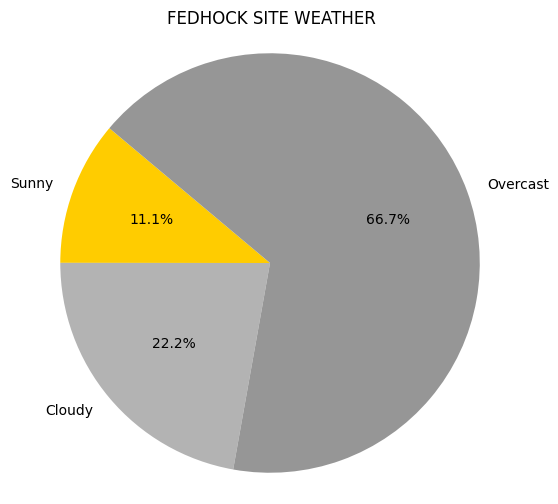 FEDHOCK SITE WEATHER
Sunny
Overcast
11.1%
66.7%
22.2%
Cloudy